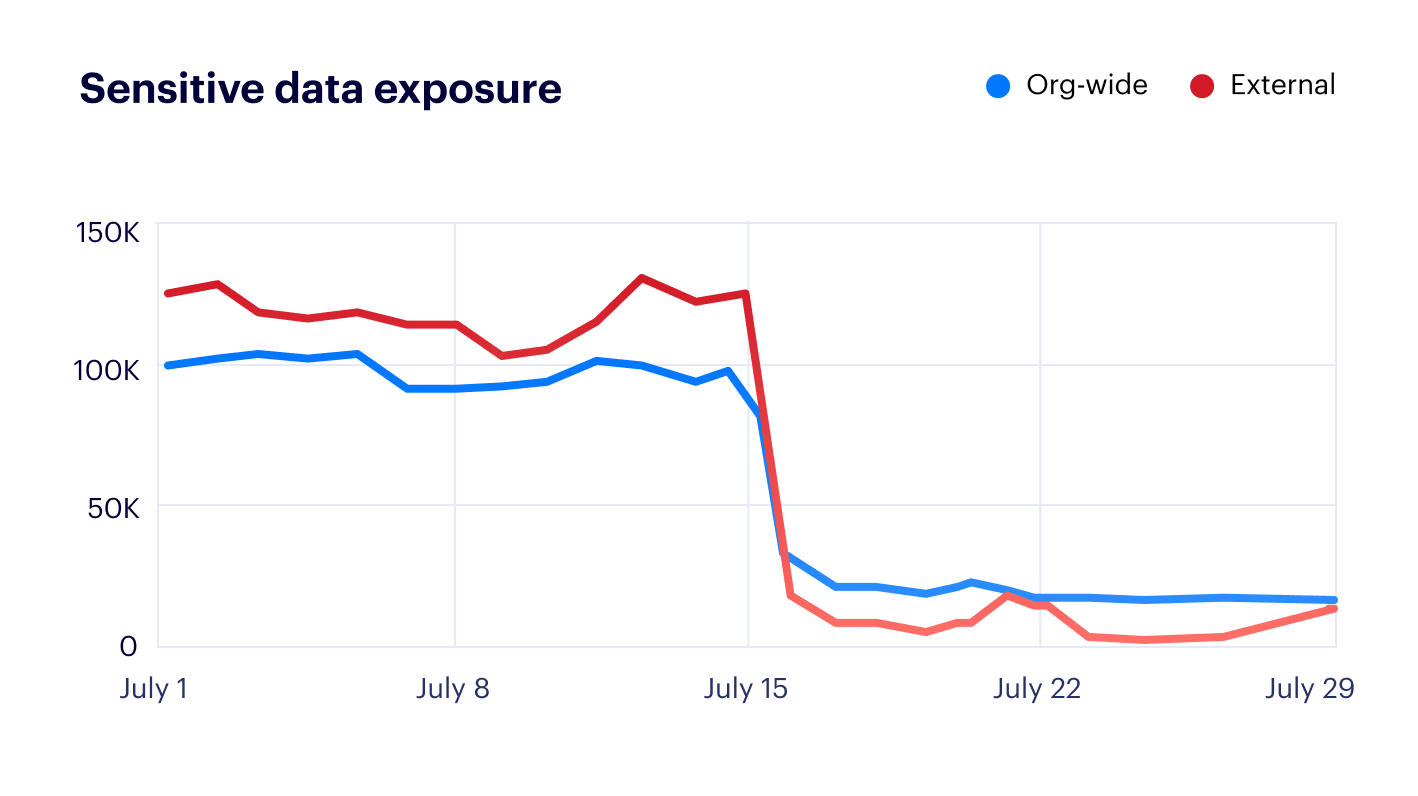 Sensitive data exposure
Org-wide External
150K
100K
50K
0
July 1 July 8 July 15 July 22 July 29